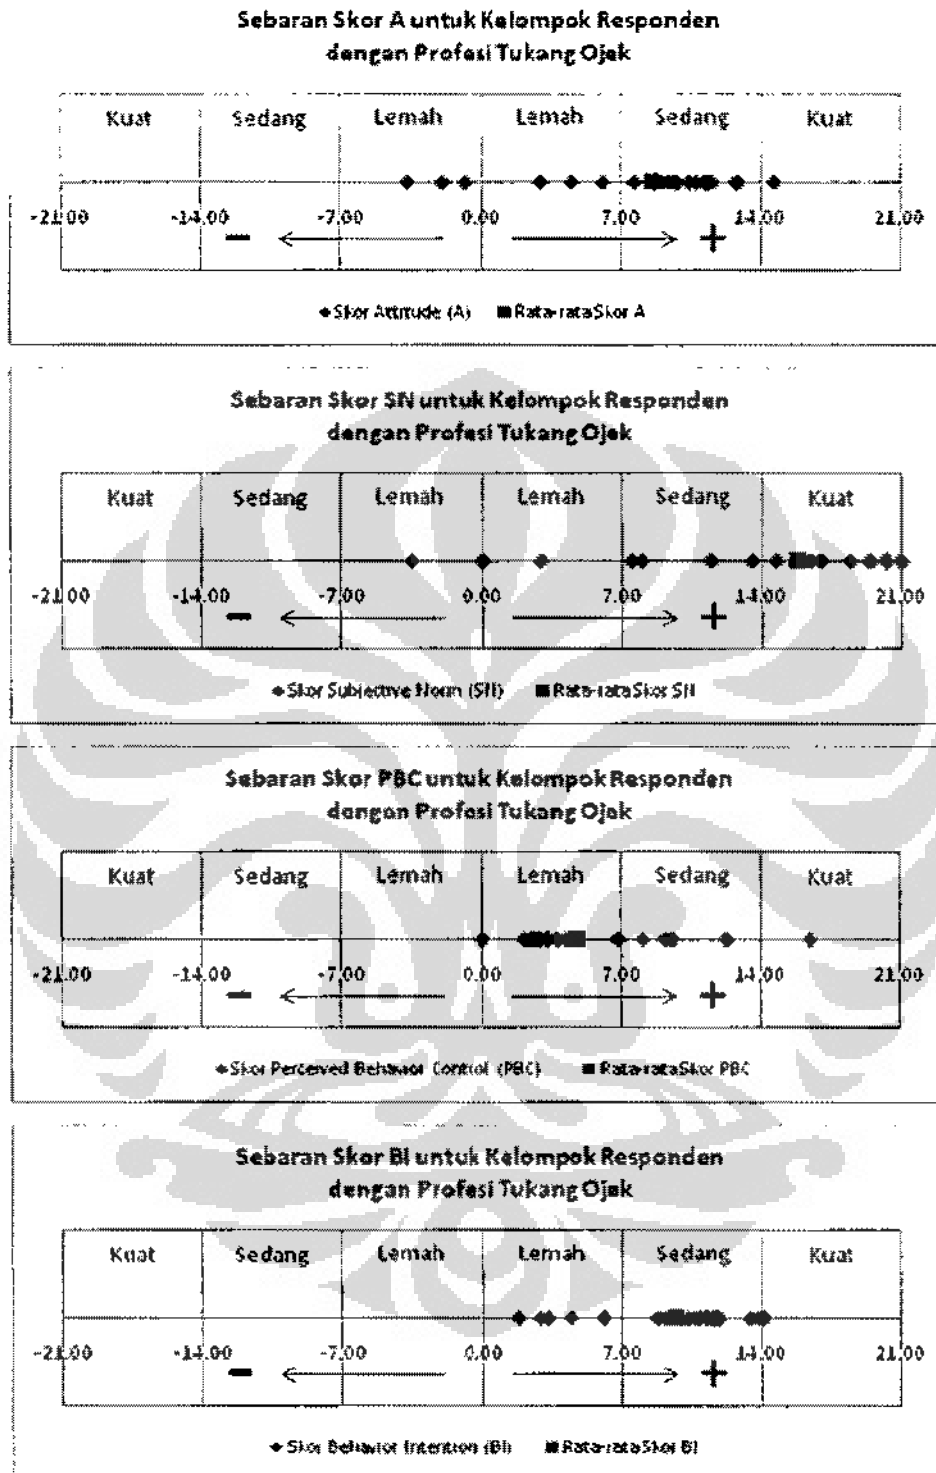 Sebaran Skor A untuk Kelompok Responden
dengan Profesi Tukang Ojek
Kuat Sedang Lemah Lemah Sedang Kuat
-21.00 -14.00 -7.00 0.00 7.00 14.00 21.00
− +
Skor Attitude (A) Rata-rata Skor A
Sebaran Skor SN untuk Kelompok Responden
dengan Profesi Tukang Ojek
Kuat Sedang Lemah Lemah Sedang Kuat
-21.00 -14.00 -7.00 0.00 7.00 14.00 21.00
− +
Skor Subjective Norm (SN) Rata-rata Skor SN
Sebaran Skor PBC untuk Kelompok Responden
dengan Profesi Tukang Ojek
Kuat Sedang Lemah Lemah Sedang Kuat
-21.00 -14.00 -7.00 0.00 7.00 14.00 21.00
− +
Skor Perceived Behavior Control (PBC) Rata-rata Skor PBC
Sebaran Skor BI untuk Kelompok Responden
dengan Profesi Tukang Ojek
Kuat Sedang Lemah Lemah Sedang Kuat
-21.00 -14.00 -7.00 0.00 7.00 14.00 21.00
− +
Skor Behavior Intention (BI) Rata-rata Skor BI